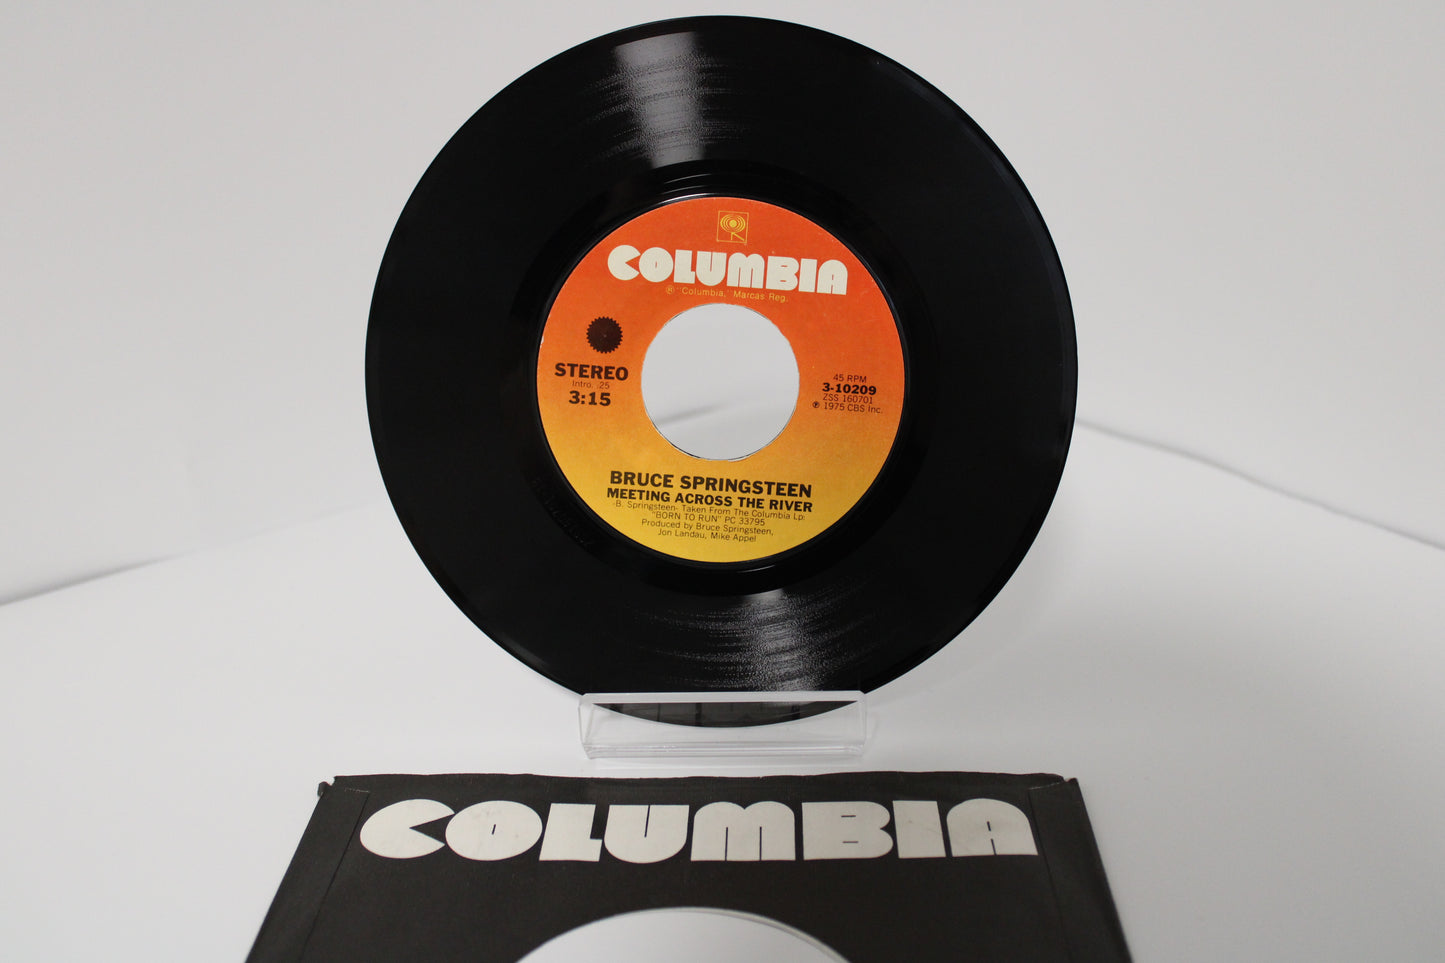 COLUMBIA
® "Columbia," Marcas Reg.
STEREO
Intro. :25
3:15
45 RPM
3-10209
ZSS 160701
℗ 1975 CBS Inc.
BRUCE SPRINGSTEEN
MEETING ACROSS THE RIVER
-B. Springsteen- Taken From The Columbia Lp:
"BORN TO RUN" PC 33795
Produced by Bruce Springsteen,
Jon Landau, Mike Appel
COLUMBIA